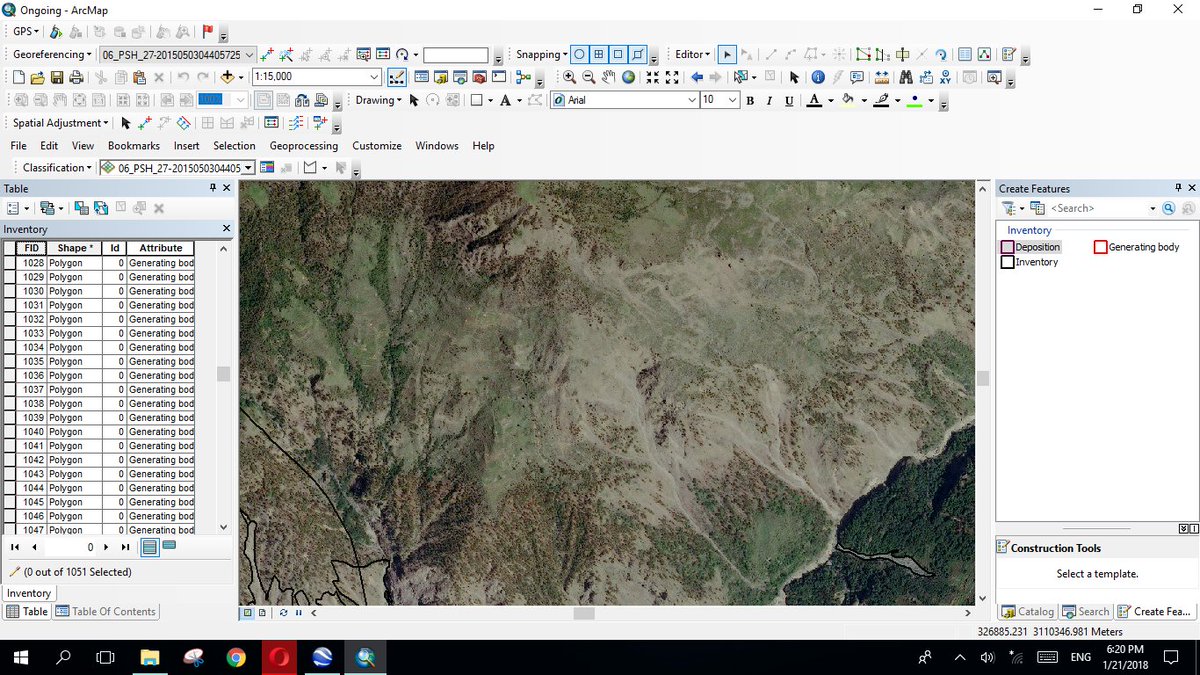 Ongoing - ArcMap
GPS
Georeferencing 06_PSH_27-2015050304405725 Snapping Editor
1:15,000
Drawing Arial 10 B I U A
Spatial Adjustment
File Edit View Bookmarks Insert Selection Geoprocessing Customize Windows Help
Classification 06_PSH_27-2015050304405
Table
Inventory
FID Shape * Id Attribute
1028 Polygon 0 Generating bod
1029 Polygon 0 Generating bod
1030 Polygon 0 Generating bod
1031 Polygon 0 Generating bod
1032 Polygon 0 Generating bod
1033 Polygon 0 Generating bod
1034 Polygon 0 Generating bod
1035 Polygon 0 Generating bod
1036 Polygon 0 Generating bod
1037 Polygon 0 Generating bod
1038 Polygon 0 Generating bod
1039 Polygon 0 Generating bod
1040 Polygon 0 Generating bod
1041 Polygon 0 Generating bod
1042 Polygon 0 Generating bod
1043 Polygon 0 Generating bod
1044 Polygon 0 Generating bod
1045 Polygon 0 Generating bod
1046 Polygon 0 Generating bod
1047 Polygon 0 Generating bod
0
(0 out of 1051 Selected)
Inventory
Table Table Of Contents
Create Features
<Search>
Inventory
Deposition Generating body
Inventory
Construction Tools
Select a template.
Catalog Search Create Fea...
326885.231 3110346.981 Meters
ENG 6:20 PM
1/21/2018